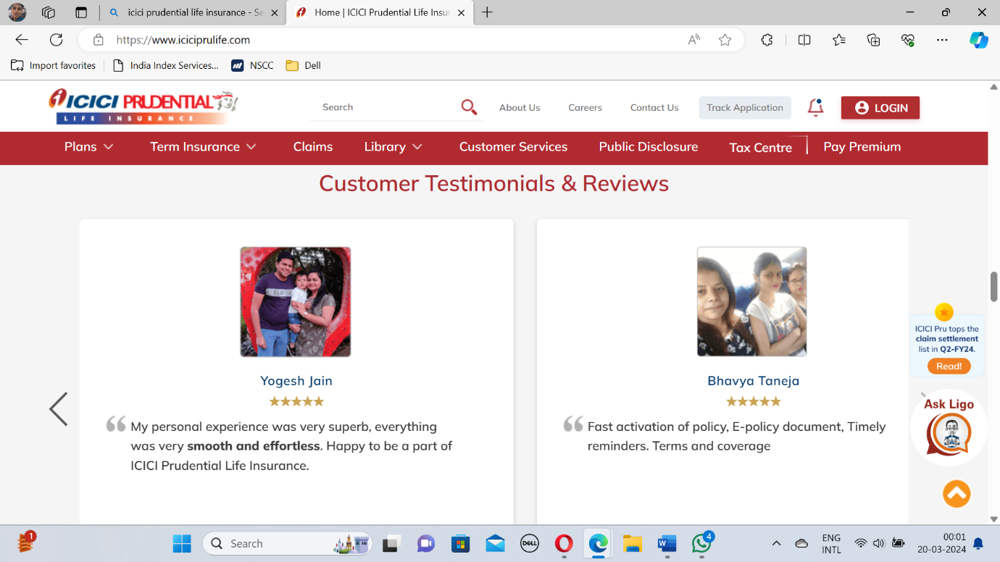 icici prudential life insurance - Se
Home | ICICI Prudential Life Insur
https://www.iciciprulife.com
Import favorites
India Index Services...
NSCC
Dell
ICICI PRUDENTIAL
LIFE INSURANCE
Search
About Us
Careers
Contact Us
Track Application
LOGIN
Plans
Term Insurance
Claims
Library
Customer Services
Public Disclosure
Tax Centre
Pay Premium
Customer Testimonials & Reviews
Yogesh Jain
“ My personal experience was very superb, everything
was very smooth and effortless. Happy to be a part of
ICICI Prudential Life Insurance.
Bhavya Taneja
“ Fast activation of policy, E-policy document, Timely
reminders. Terms and coverage
ICICI Pru tops the
claim settlement
list in Q2-FY24.
Read!
Ask Ligo
1
Search
DELL
4
ENG
INTL
00:01
20-03-2024